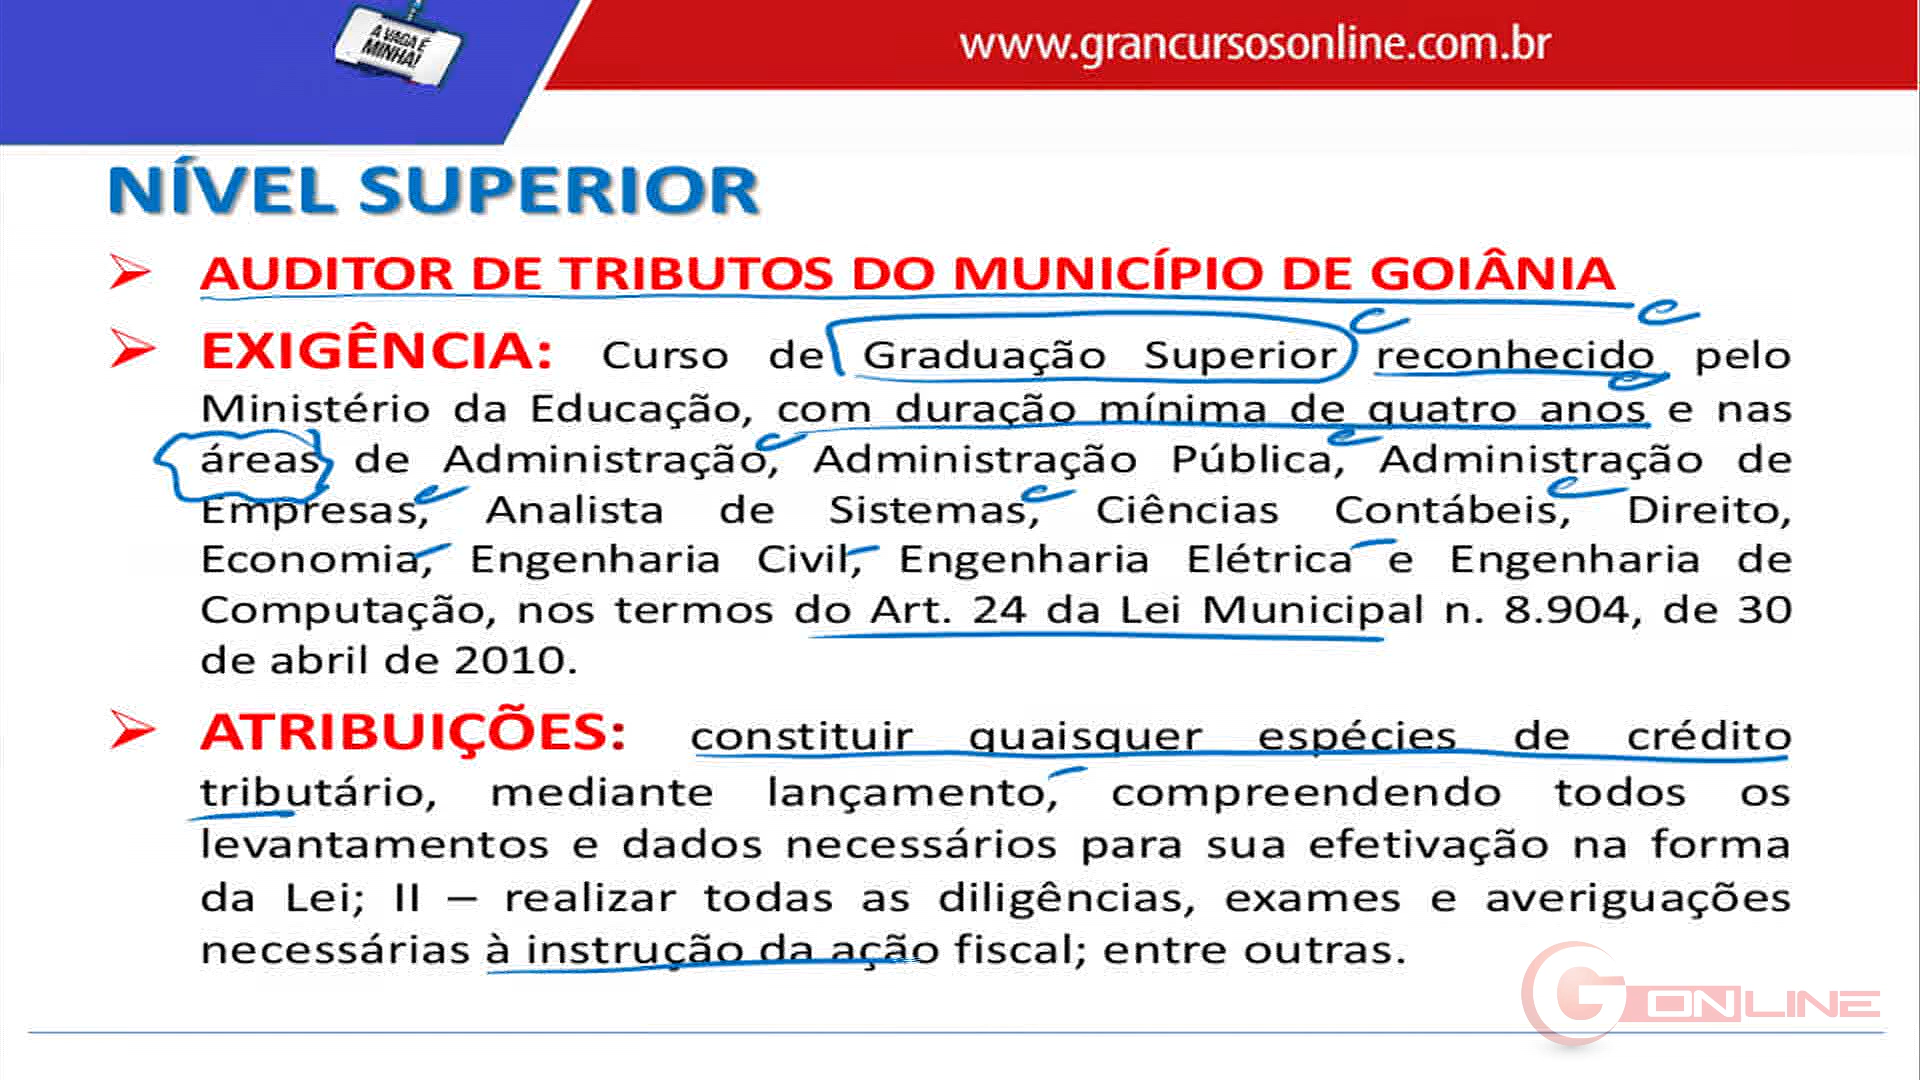 A VAGA É
MINHA!
www.grancursosonline.com.br
NÍVEL SUPERIOR
AUDITOR DE TRIBUTOS DO MUNICÍPIO DE GOIÂNIA
EXIGÊNCIA: Curso de Graduação Superior reconhecido pelo
Ministério da Educação, com duração mínima de quatro anos e nas
áreas de Administração, Administração Pública, Administração de
Empresas, Analista de Sistemas, Ciências Contábeis, Direito,
Economia, Engenharia Civil, Engenharia Elétrica e Engenharia de
Computação, nos termos do Art. 24 da Lei Municipal n. 8.904, de 30
de abril de 2010.
ATRIBUIÇÕES: constituir quaisquer espécies de crédito
tributário, mediante lançamento, compreendendo todos os
levantamentos e dados necessários para sua efetivação na forma
da Lei; II – realizar todas as diligências, exames e averiguações
necessárias à instrução da ação fiscal; entre outras.
G ONLINE